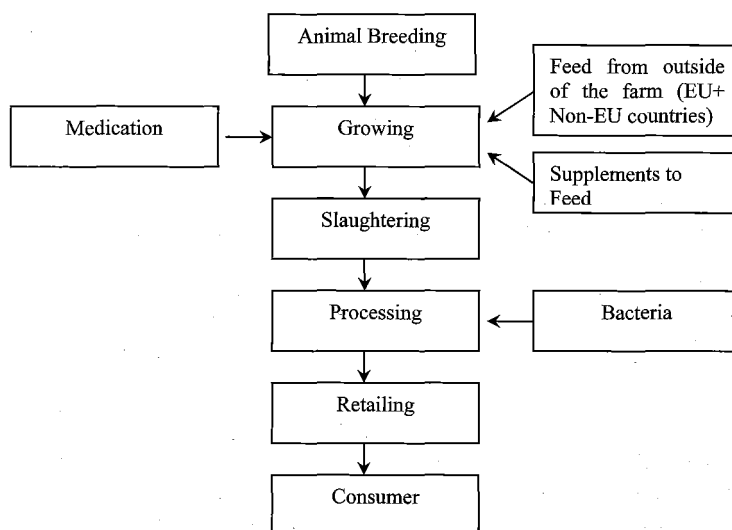 Animal Breeding
Feed from outside
of the farm (EU+
Non-EU countries)
Medication
Growing
Supplements to
Feed
Slaughtering
Processing
Bacteria
Retailing
Consumer